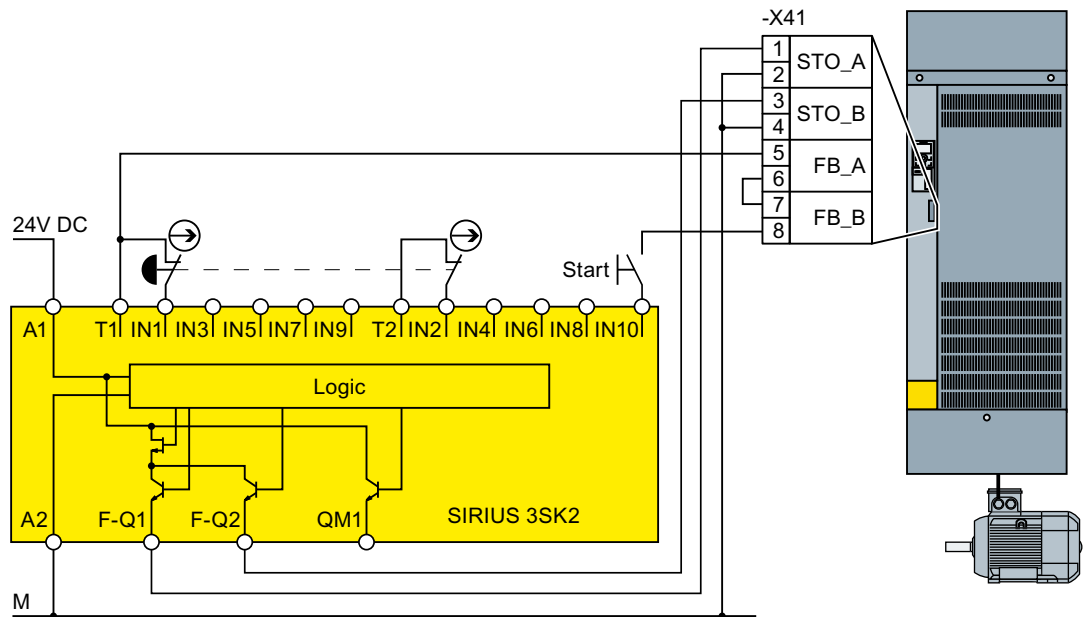 -X41
1 STO_A
2
3 STO_B
4
5 FB_A
6
7 FB_B
8
24V DC
Start
A1 T1 IN1 IN3 IN5 IN7 IN9 T2 IN2 IN4 IN6 IN8 IN10
Logic
A2 F-Q1 F-Q2 QM1 SIRIUS 3SK2
M